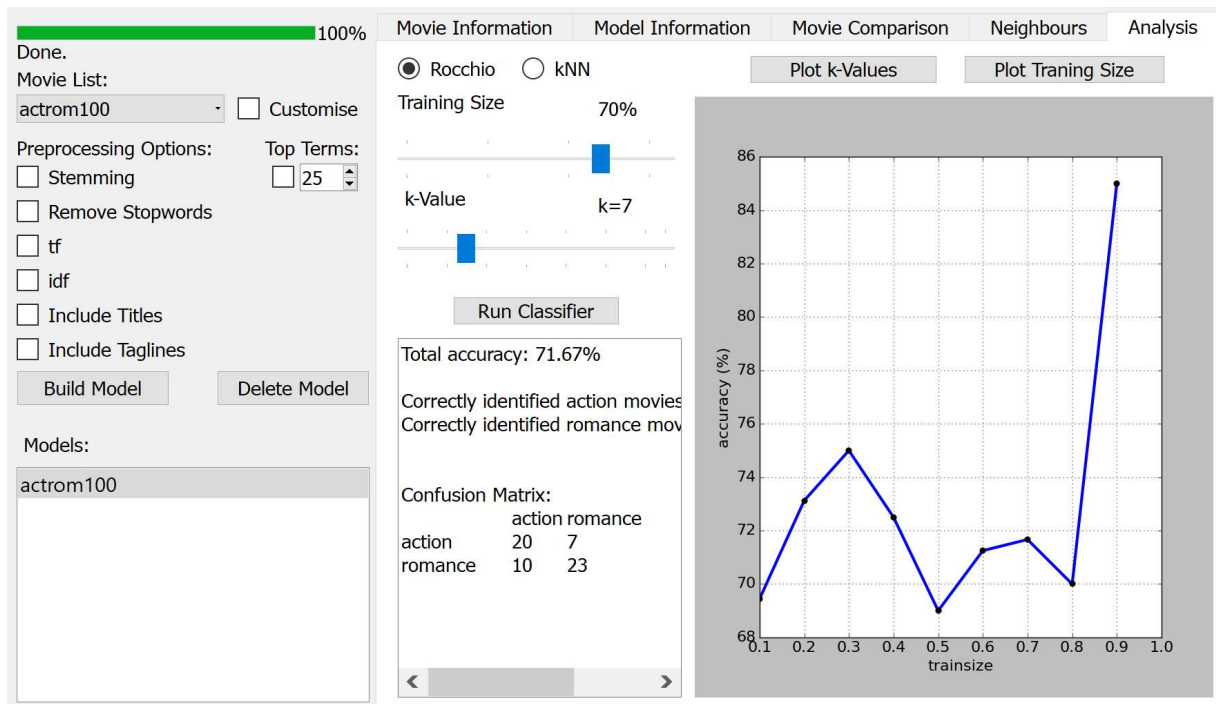 100%
Done.
Movie List:
actrom100
Customise
Preprocessing Options:
Top Terms:
Stemming
25
Remove Stopwords
tf
idf
Include Titles
Include Taglines
Build Model
Delete Model
Models:
actrom100
Movie Information
Model Information
Movie Comparison
Neighbours
Analysis
Rocchio
kNN
Plot k-Values
Plot Traning Size
Training Size
70%
k-Value
k=7
Run Classifier
Total accuracy: 71.67%
Correctly identified action movies
Correctly identified romance mov
Confusion Matrix:
action romance
action 20 7
romance 10 23
86
84
82
80
78
76
74
72
70
68
accuracy (%)
0.1 0.2 0.3 0.4 0.5 0.6 0.7 0.8 0.9 1.0
trainsize